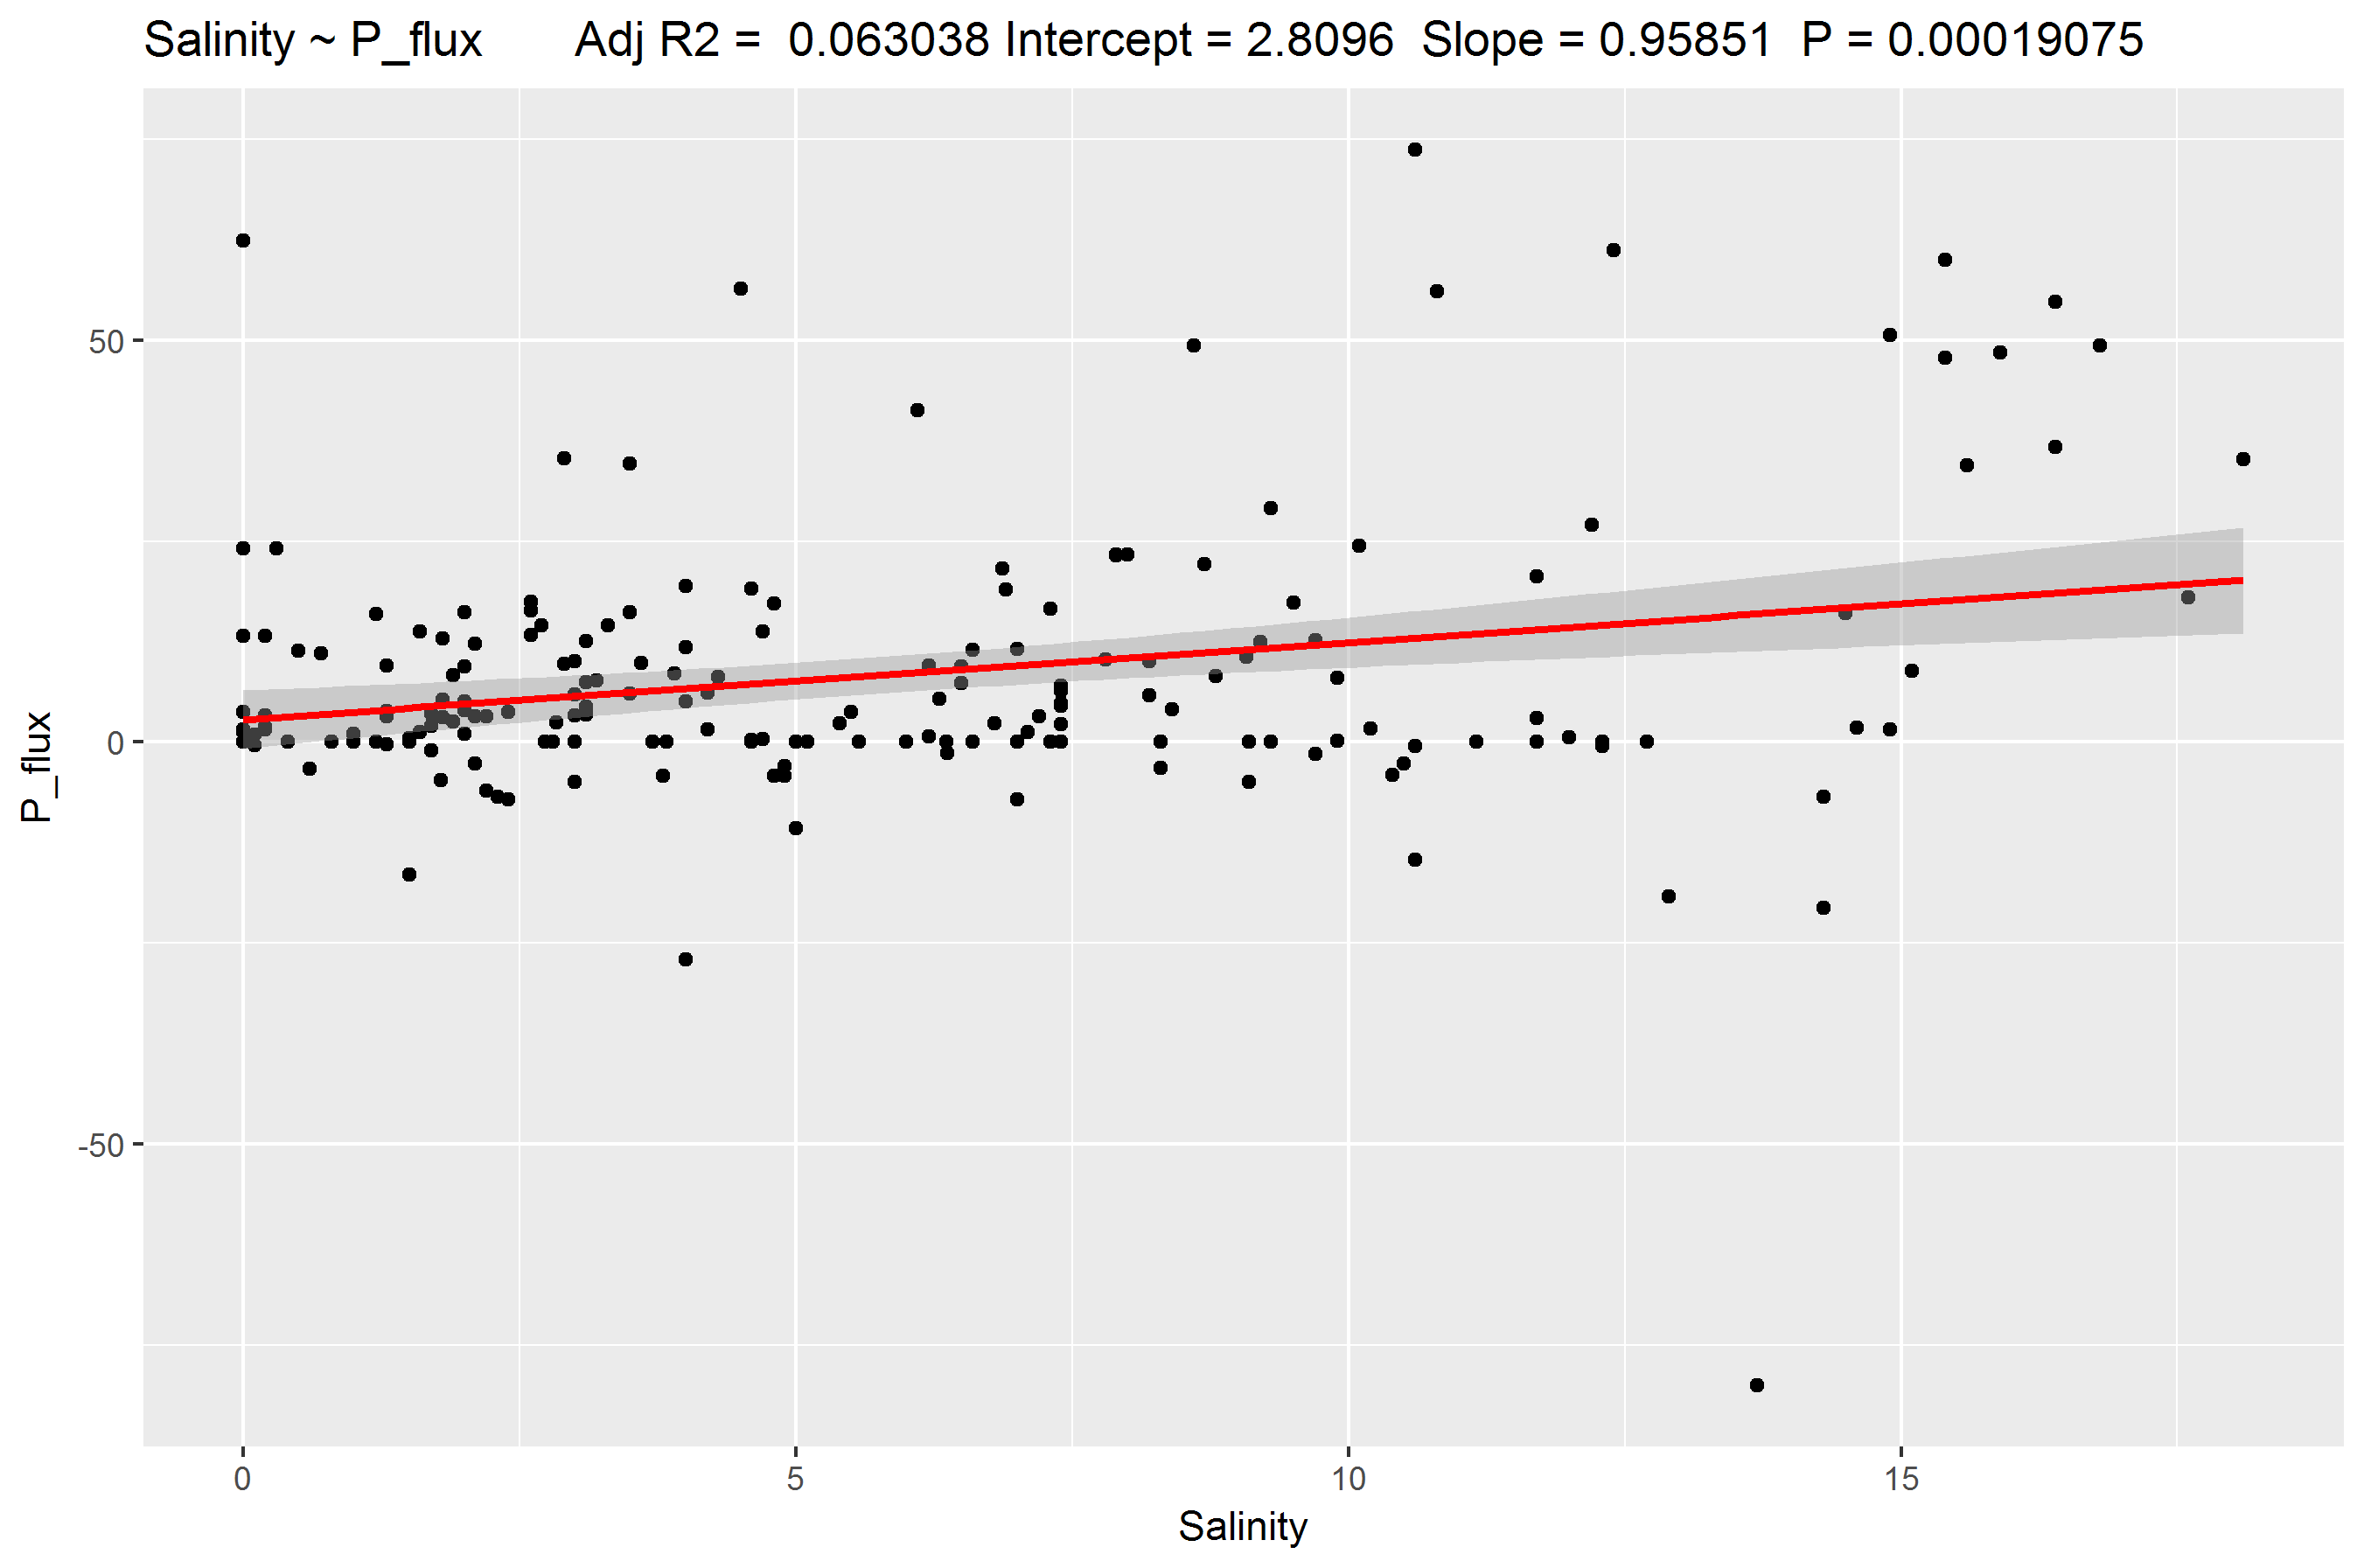 Salinity ~ P_flux Adj R2 = 0.063038 Intercept = 2.8096 Slope = 0.95851 P = 0.00019075
50
0
-50
P_flux
0 5 10 15
Salinity